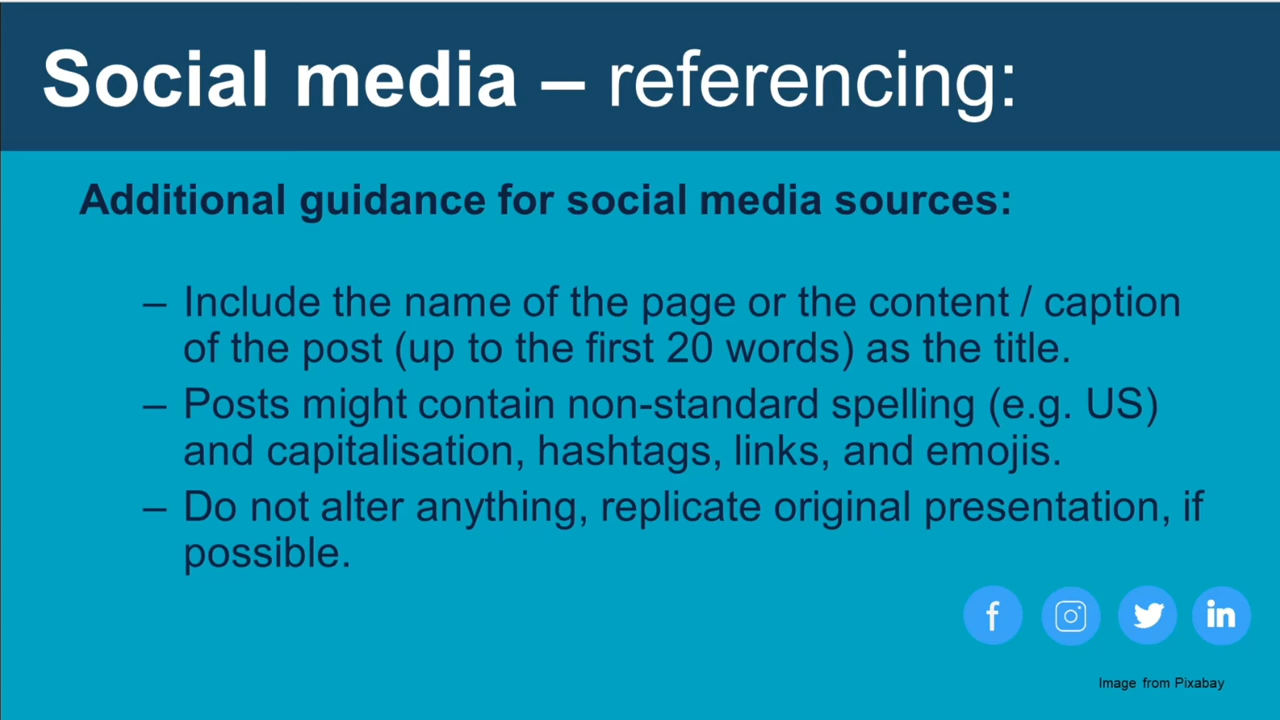 Social media – referencing:
Additional guidance for social media sources:
– Include the name of the page or the content / caption
of the post (up to the first 20 words) as the title.
– Posts might contain non-standard spelling (e.g. US)
and capitalisation, hashtags, links, and emojis.
– Do not alter anything, replicate original presentation, if
possible.
f
in
Image from Pixabay